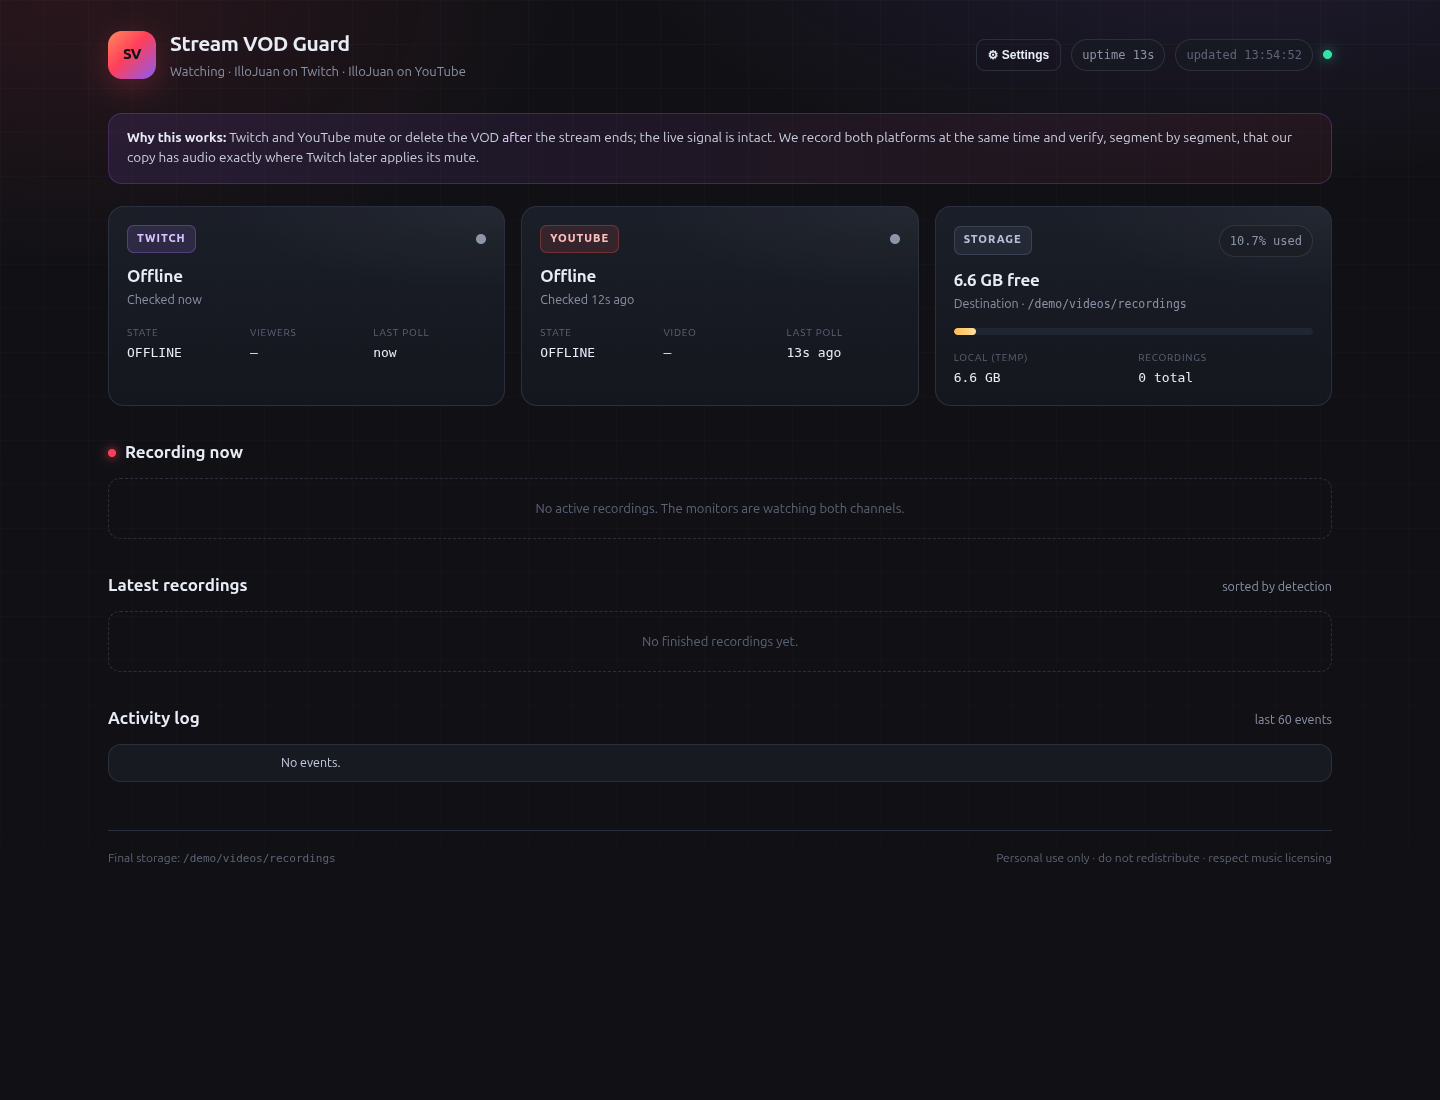 SV
Stream VOD Guard
Watching · IlloJuan on Twitch · IlloJuan on YouTube
⚙ Settings
uptime 13s
updated 13:54:52
Why this works: Twitch and YouTube mute or delete the VOD after the stream ends; the live signal is intact. We record both platforms at the same time and verify, segment by segment, that our
copy has audio exactly where Twitch later applies its mute.
TWITCH
Offline
Checked now
STATE VIEWERS LAST POLL
OFFLINE — now
YOUTUBE
Offline
Checked 12s ago
STATE VIDEO LAST POLL
OFFLINE — 13s ago
STORAGE
10.7% used
6.6 GB free
Destination · /demo/videos/recordings
LOCAL (TEMP) RECORDINGS
6.6 GB 0 total
Recording now
No active recordings. The monitors are watching both channels.
Latest recordings
sorted by detection
No finished recordings yet.
Activity log
last 60 events
No events.
Final storage: /demo/videos/recordings
Personal use only · do not redistribute · respect music licensing